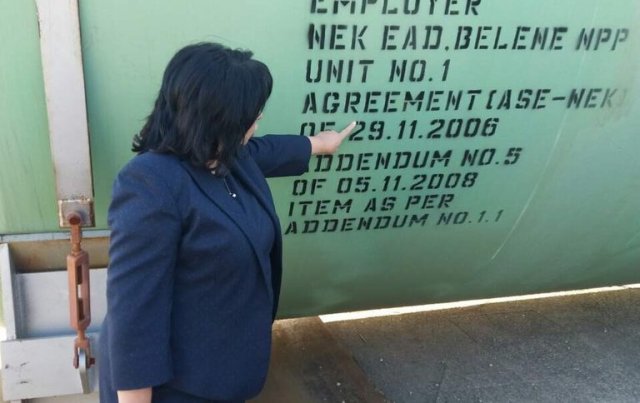 EMPLOYER
NEK EAD, BELENE NPP
UNIT NO.1
AGREEMENT (ASE-NEK)
OF 29.11.2006
ADDENDUM NO.5
OF 05.11.2008
ITEM AS PER
ADDENDUM NO.1.1